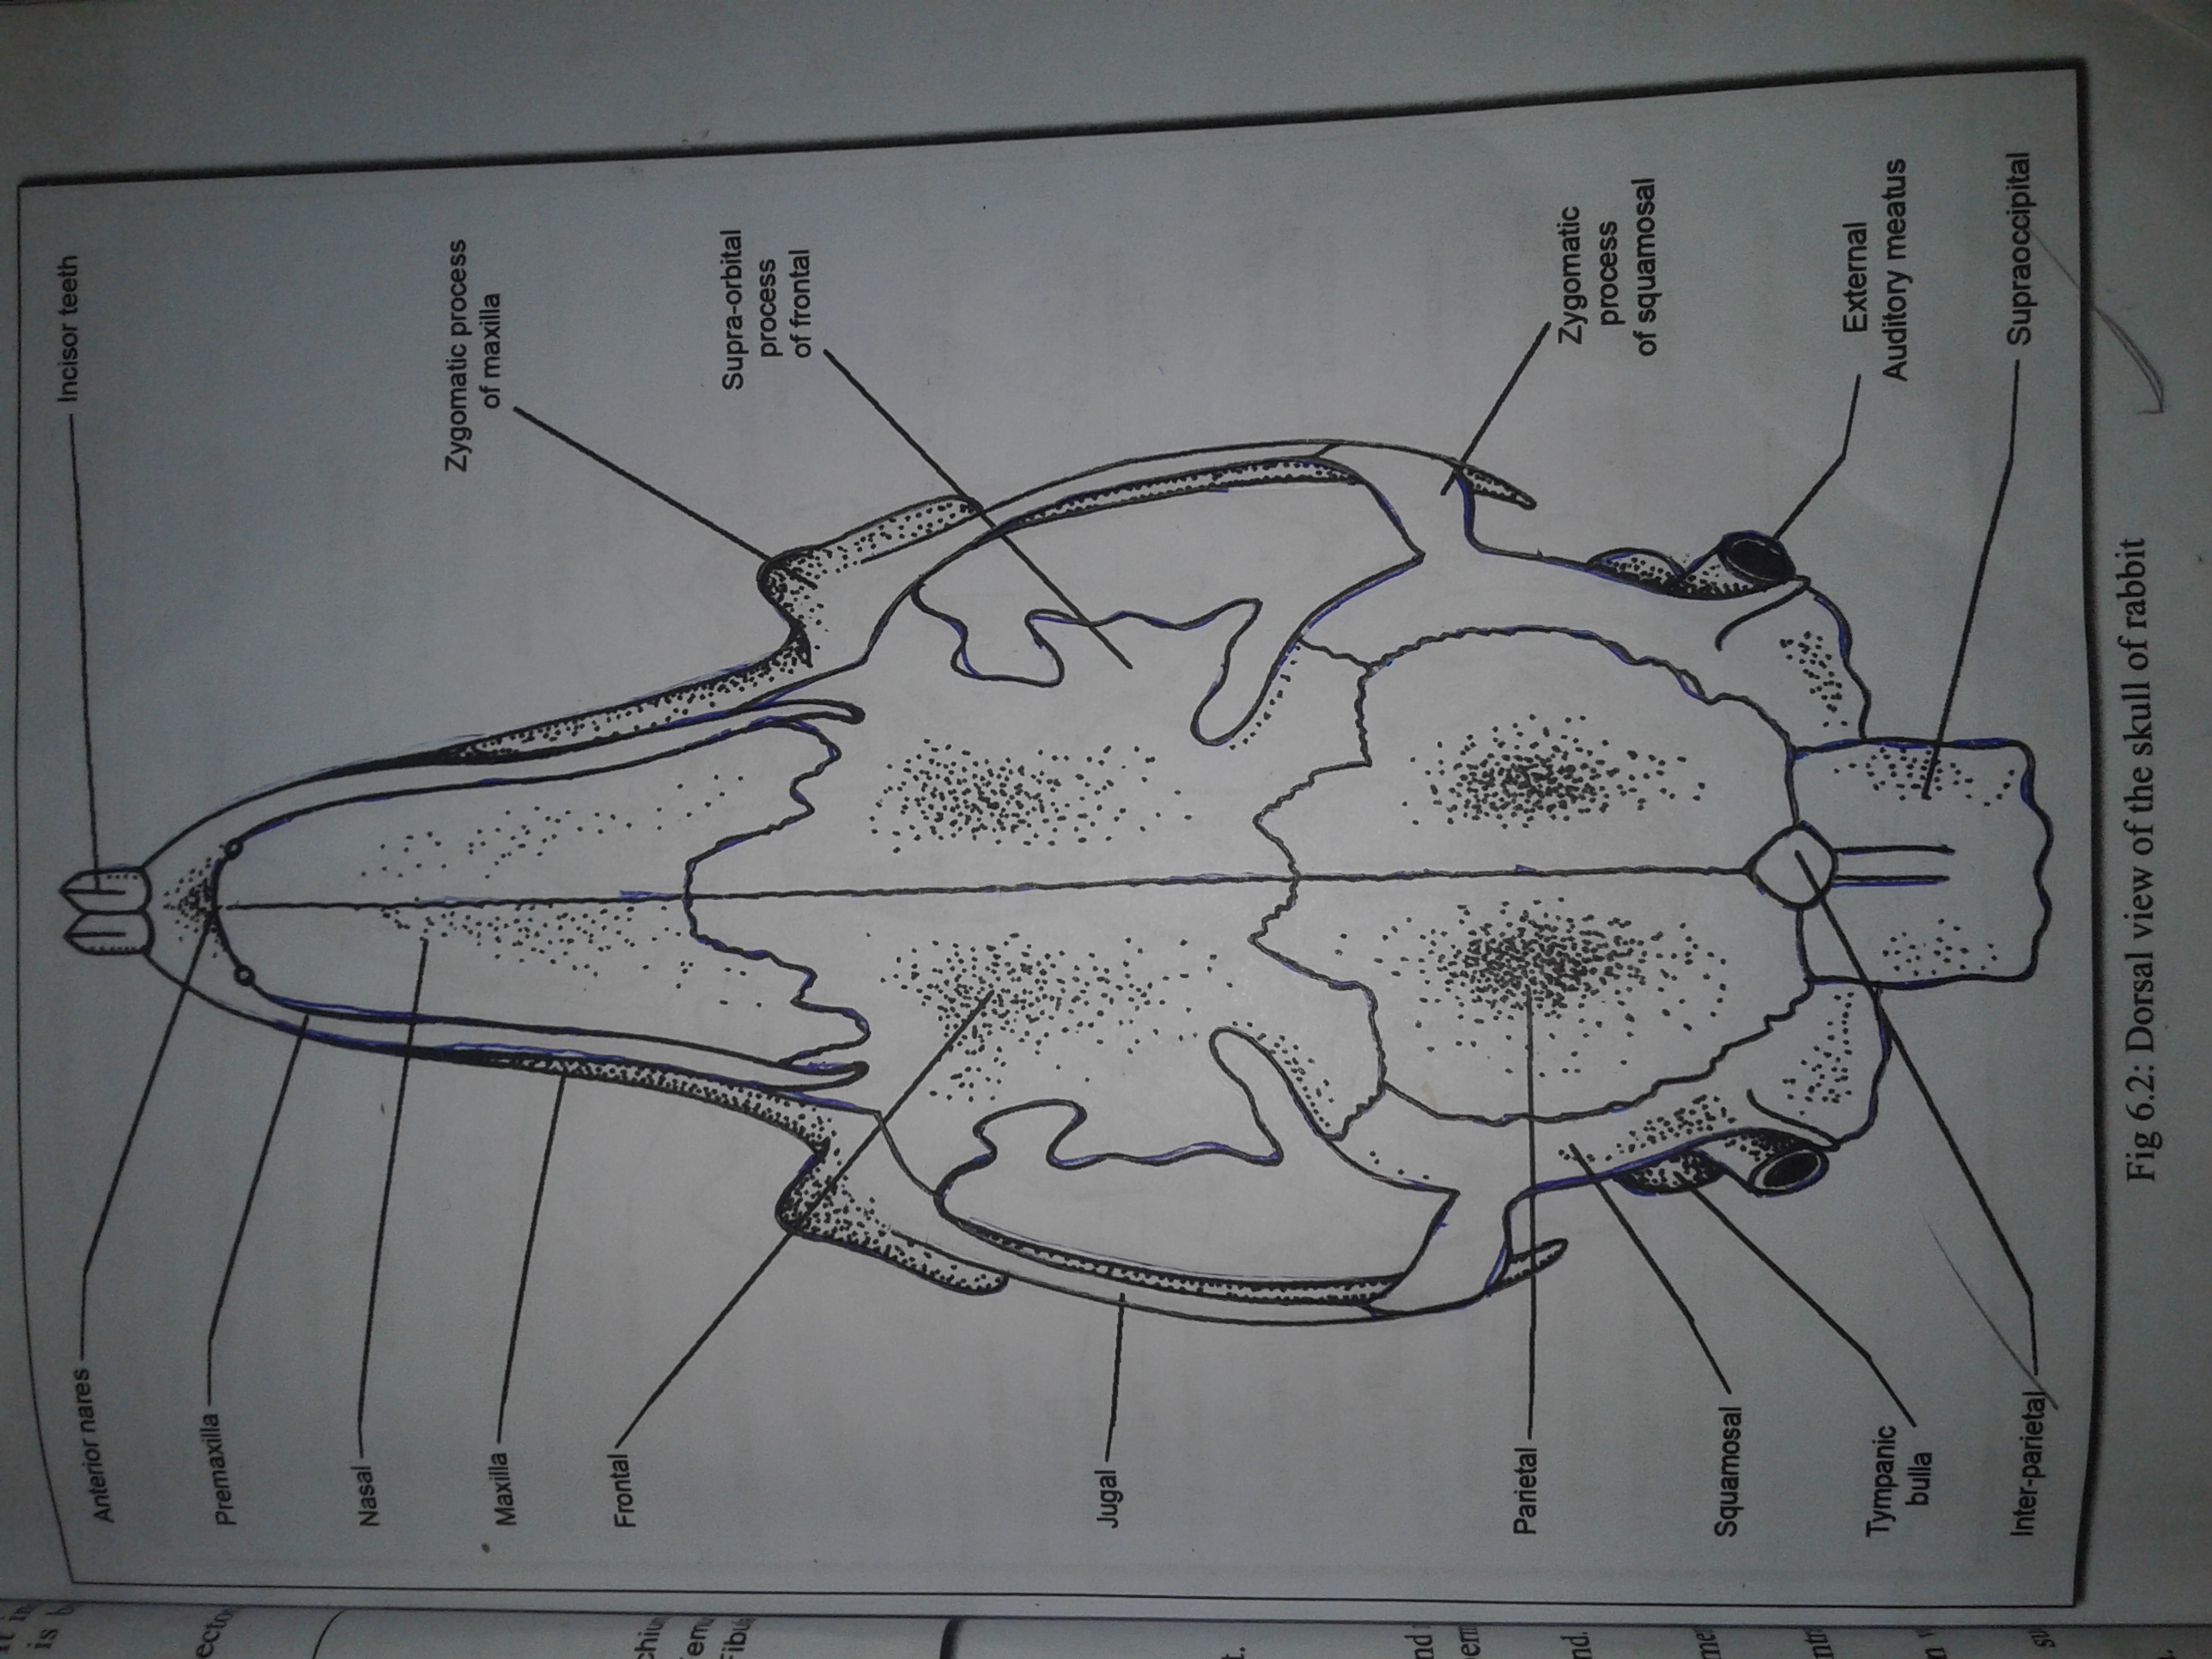 Anterior nares
Incisor teeth
Premaxilla
Nasal
Maxilla
Zygomatic process
of maxilla
Frontal
Supra-orbital
process
of frontal
Jugal
Parietal
Zygomatic
process
of squamosal
Squamosal
Tympanic
bulla
External
Auditory meatus
Inter-parietal
Supraoccipital
Fig 6.2: Dorsal view of the skull of rabbit